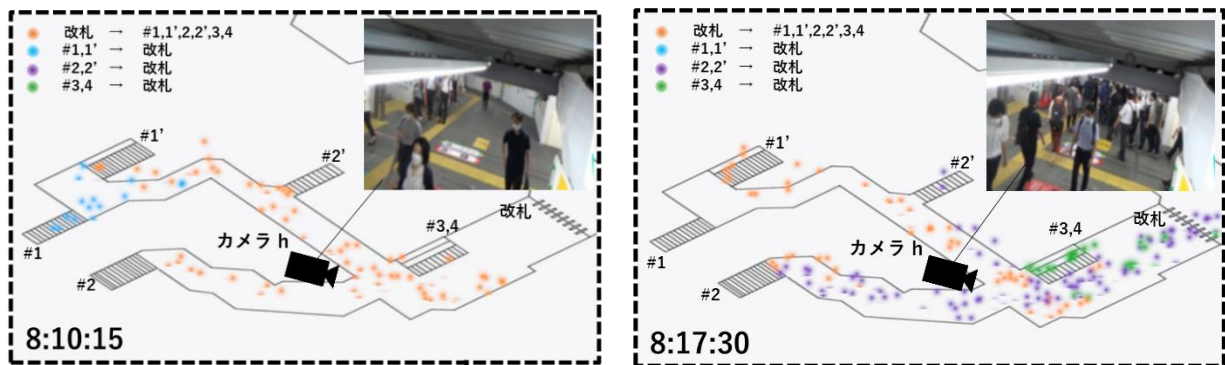 改札 → #1,1',2,2',3,4
#1,1' → 改札
#2,2' → 改札
#3,4 → 改札
#1'
#2'
改札
#3,4
カメラ h
#1
#2
8:10:15
改札 → #1,1',2,2',3,4
#1,1' → 改札
#2,2' → 改札
#3,4 → 改札
#1'
#2'
改札
#3,4
カメラ h
#1
#2
8:17:30